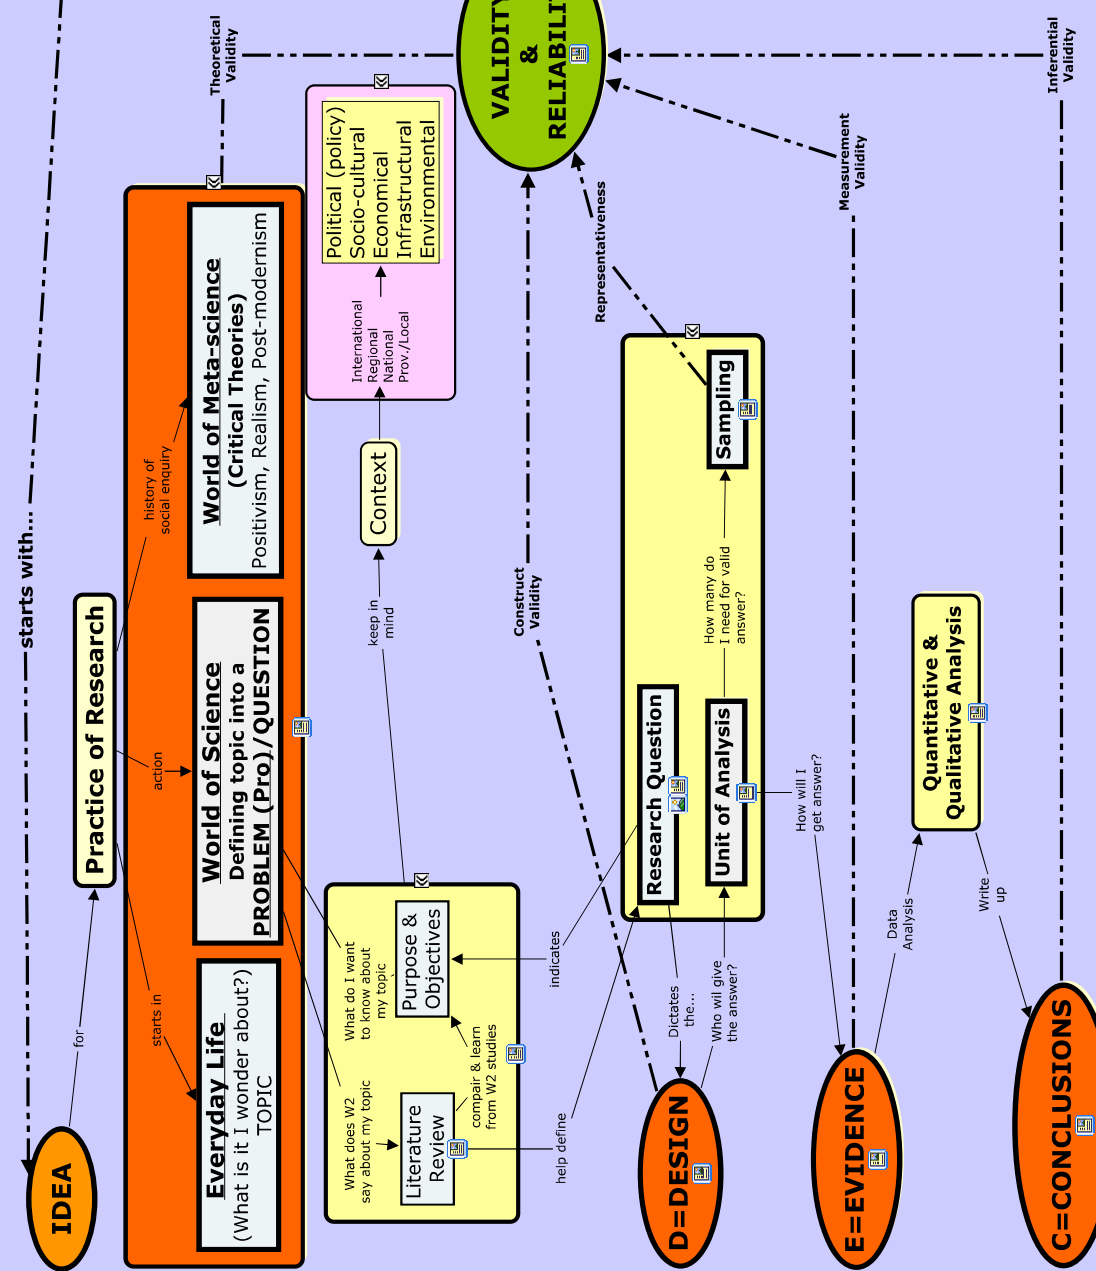 starts with...
IDEA
for
Practice of Research
starts in
action
history of
social enquiry
Everyday Life
(What is it I wonder about?)
TOPIC
World of Science
Defining topic into a
PROBLEM (Pro)/QUESTION
World of Meta-science
(Critical Theories)
Positivism, Realism, Post-modernism
Theoretical
Validity
What does W2
say about my topic
What do I want
to know about
my topic
Literature
Review
compair & learn
from W2 studies
Purpose &
Objectives
keep in
mind
Context
International
Regional
National
Prov./Local
Political (policy)
Socio-cultural
Economical
Infrastructural
Environmental
VALIDITY
&
RELIABILI
help define
indicates
Construct
Validity
Representativeness
D=DESIGN
Dictates
the...
Who wil give
the answer?
Research Question
Unit of Analysis
How many do
I need for valid
answer?
Sampling
How will I
get answer?
Measurement
Validity
E=EVIDENCE
Data
Analysis
Quantitative &
Qualitative Analysis
Write
up
C=CONCLUSIONS
Inferential
Validity